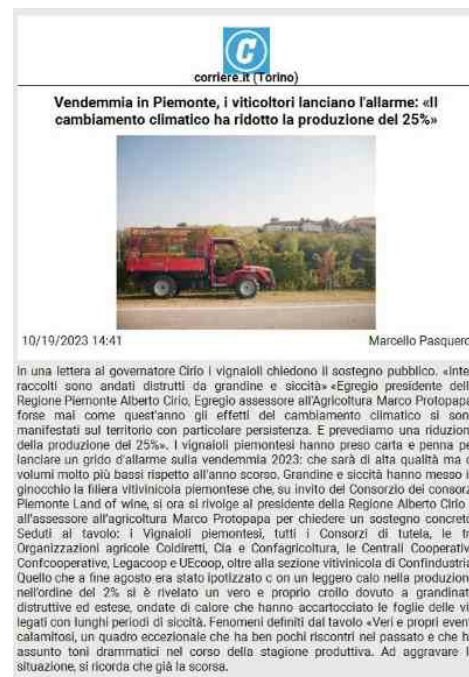 corriere.it (Torino)
Vendemmia in Piemonte, i viticoltori lanciano l'allarme: «Il
cambiamento climatico ha ridotto la produzione del 25%»
10/19/2023 14:41
Marcello Pasquero
In una lettera al governatore Cirio i vignaioli chiedono il sostegno pubblico. «Inte
raccolti sono andati distrutti da grandine e siccità» «Egregio presidente dell
Regione Piemonte Alberto Cirio, Egregio assessore all'Agricoltura Marco Protopapa
forse mai come quest'anno gli effetti del cambiamento climatico si son
manifestati sul territorio con particolare persistenza. E prevediamo una riduzion
della produzione del 25%». I vignaioli piemontesi hanno preso carta e penna pe
lanciare un grido d'allarme sulla vendemmia 2023: che sarà di alta qualità ma c
volumi molto più bassi rispetto all'anno scorso. Grandine e siccità hanno messo i
ginocchio la filiera vitivinicola piemontese che, su invito del Consorzio dei consorz
Piemonte Land of wine, si ora si rivolge al presidente della Regione Alberto Cirio
all'assessore all'agricoltura Marco Protopapa per chiedere un sostegno concreto
Seduti al tavolo: i Vignaioli piemontesi, tutti i Consorzi di tutela, le tr
Organizzazioni agricole Coldiretti, Cia e Confagricoltura, le Centrali Cooperativ
Confcooperative, Legacoop e UEcoop, oltre alla sezione vitivinicola di Confindustria
Quello che a fine agosto era stato ipotizzato c on un leggero calo nella produzion
nell'ordine del 2% si è rivelato un vero e proprio crollo dovuto a grandinat
distruttive ed estese, ondate di calore che hanno accartocciato le foglie delle vi
legati con lunghi periodi di siccità. Fenomeni definiti dal tavolo «Veri e propri event
calamitosi, un quadro eccezionale che ha ben pochi riscontri nel passato e che h
assunto toni drammatici nel corso della stagione produttiva. Ad aggravare l
situazione, si ricorda che già la scorsa.